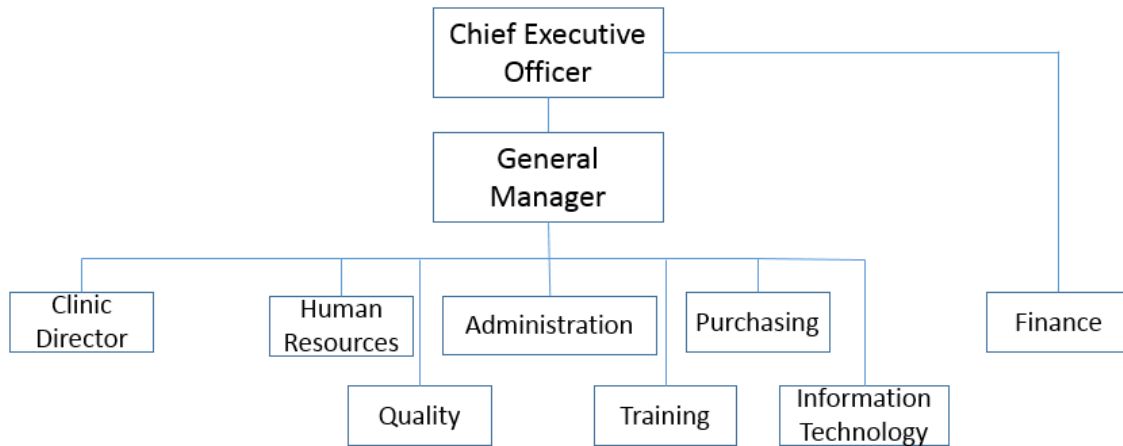 Chief Executive
Officer
General
Manager
Clinic
Director
Human
Resources
Administration
Purchasing
Finance
Quality
Training
Information
Technology